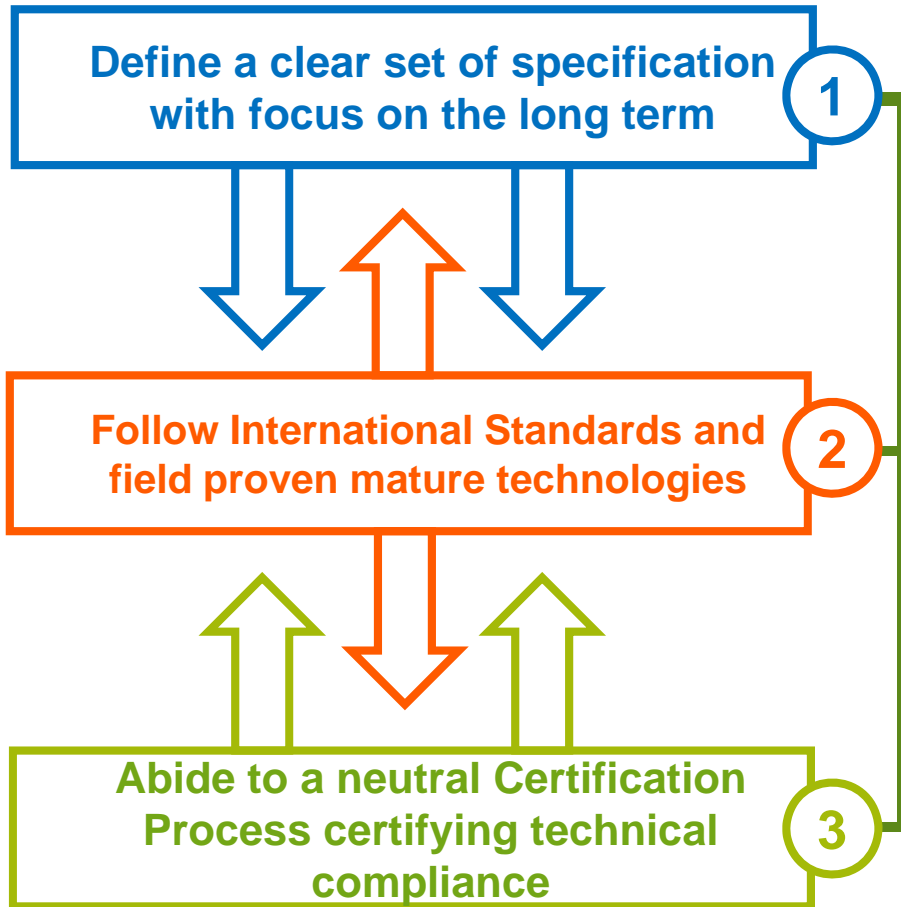 Define a clear set of specification
with focus on the long term
1
Follow International Standards and
field proven mature technologies
2
Abide to a neutral Certification
Process certifying technical
compliance
3